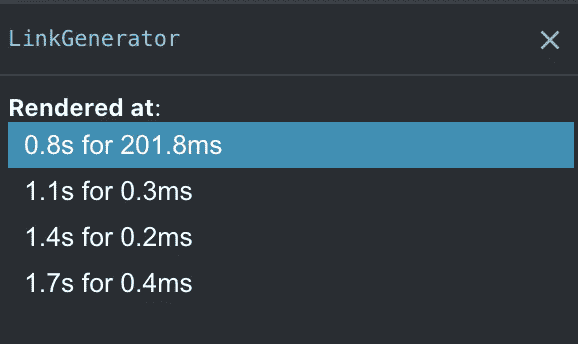 LinkGenerator
Rendered at:
0.8s for 201.8ms
1.1s for 0.3ms
1.4s for 0.2ms
1.7s for 0.4ms